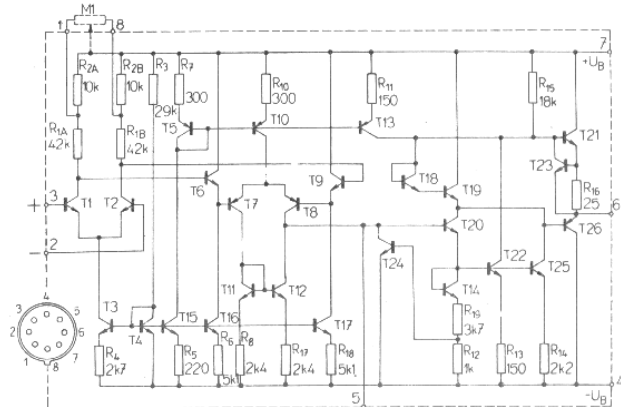 M1
1 8
7
+UB
R2A
10k
R2B
10k
R3
29k
R7
300
R10
300
R11
150
R15
18k
T5
T10
T13
T21
R1A
42k
R1B
42k
T23
T6
T9
T18
T19
R16
25
3
+
T1
T2
T7
T8
T20
6
T26
-
2
T24
T22
T25
T11
T12
T14
R19
3k7
4
3
5
2
6
1
7
8
T3
T4
T15
T16
T17
R4
2k7
R5
220
R6
5k1
R8
2k4
R17
2k4
R18
5k1
R12
1k
R13
150
R14
2k2
5
4
-UB